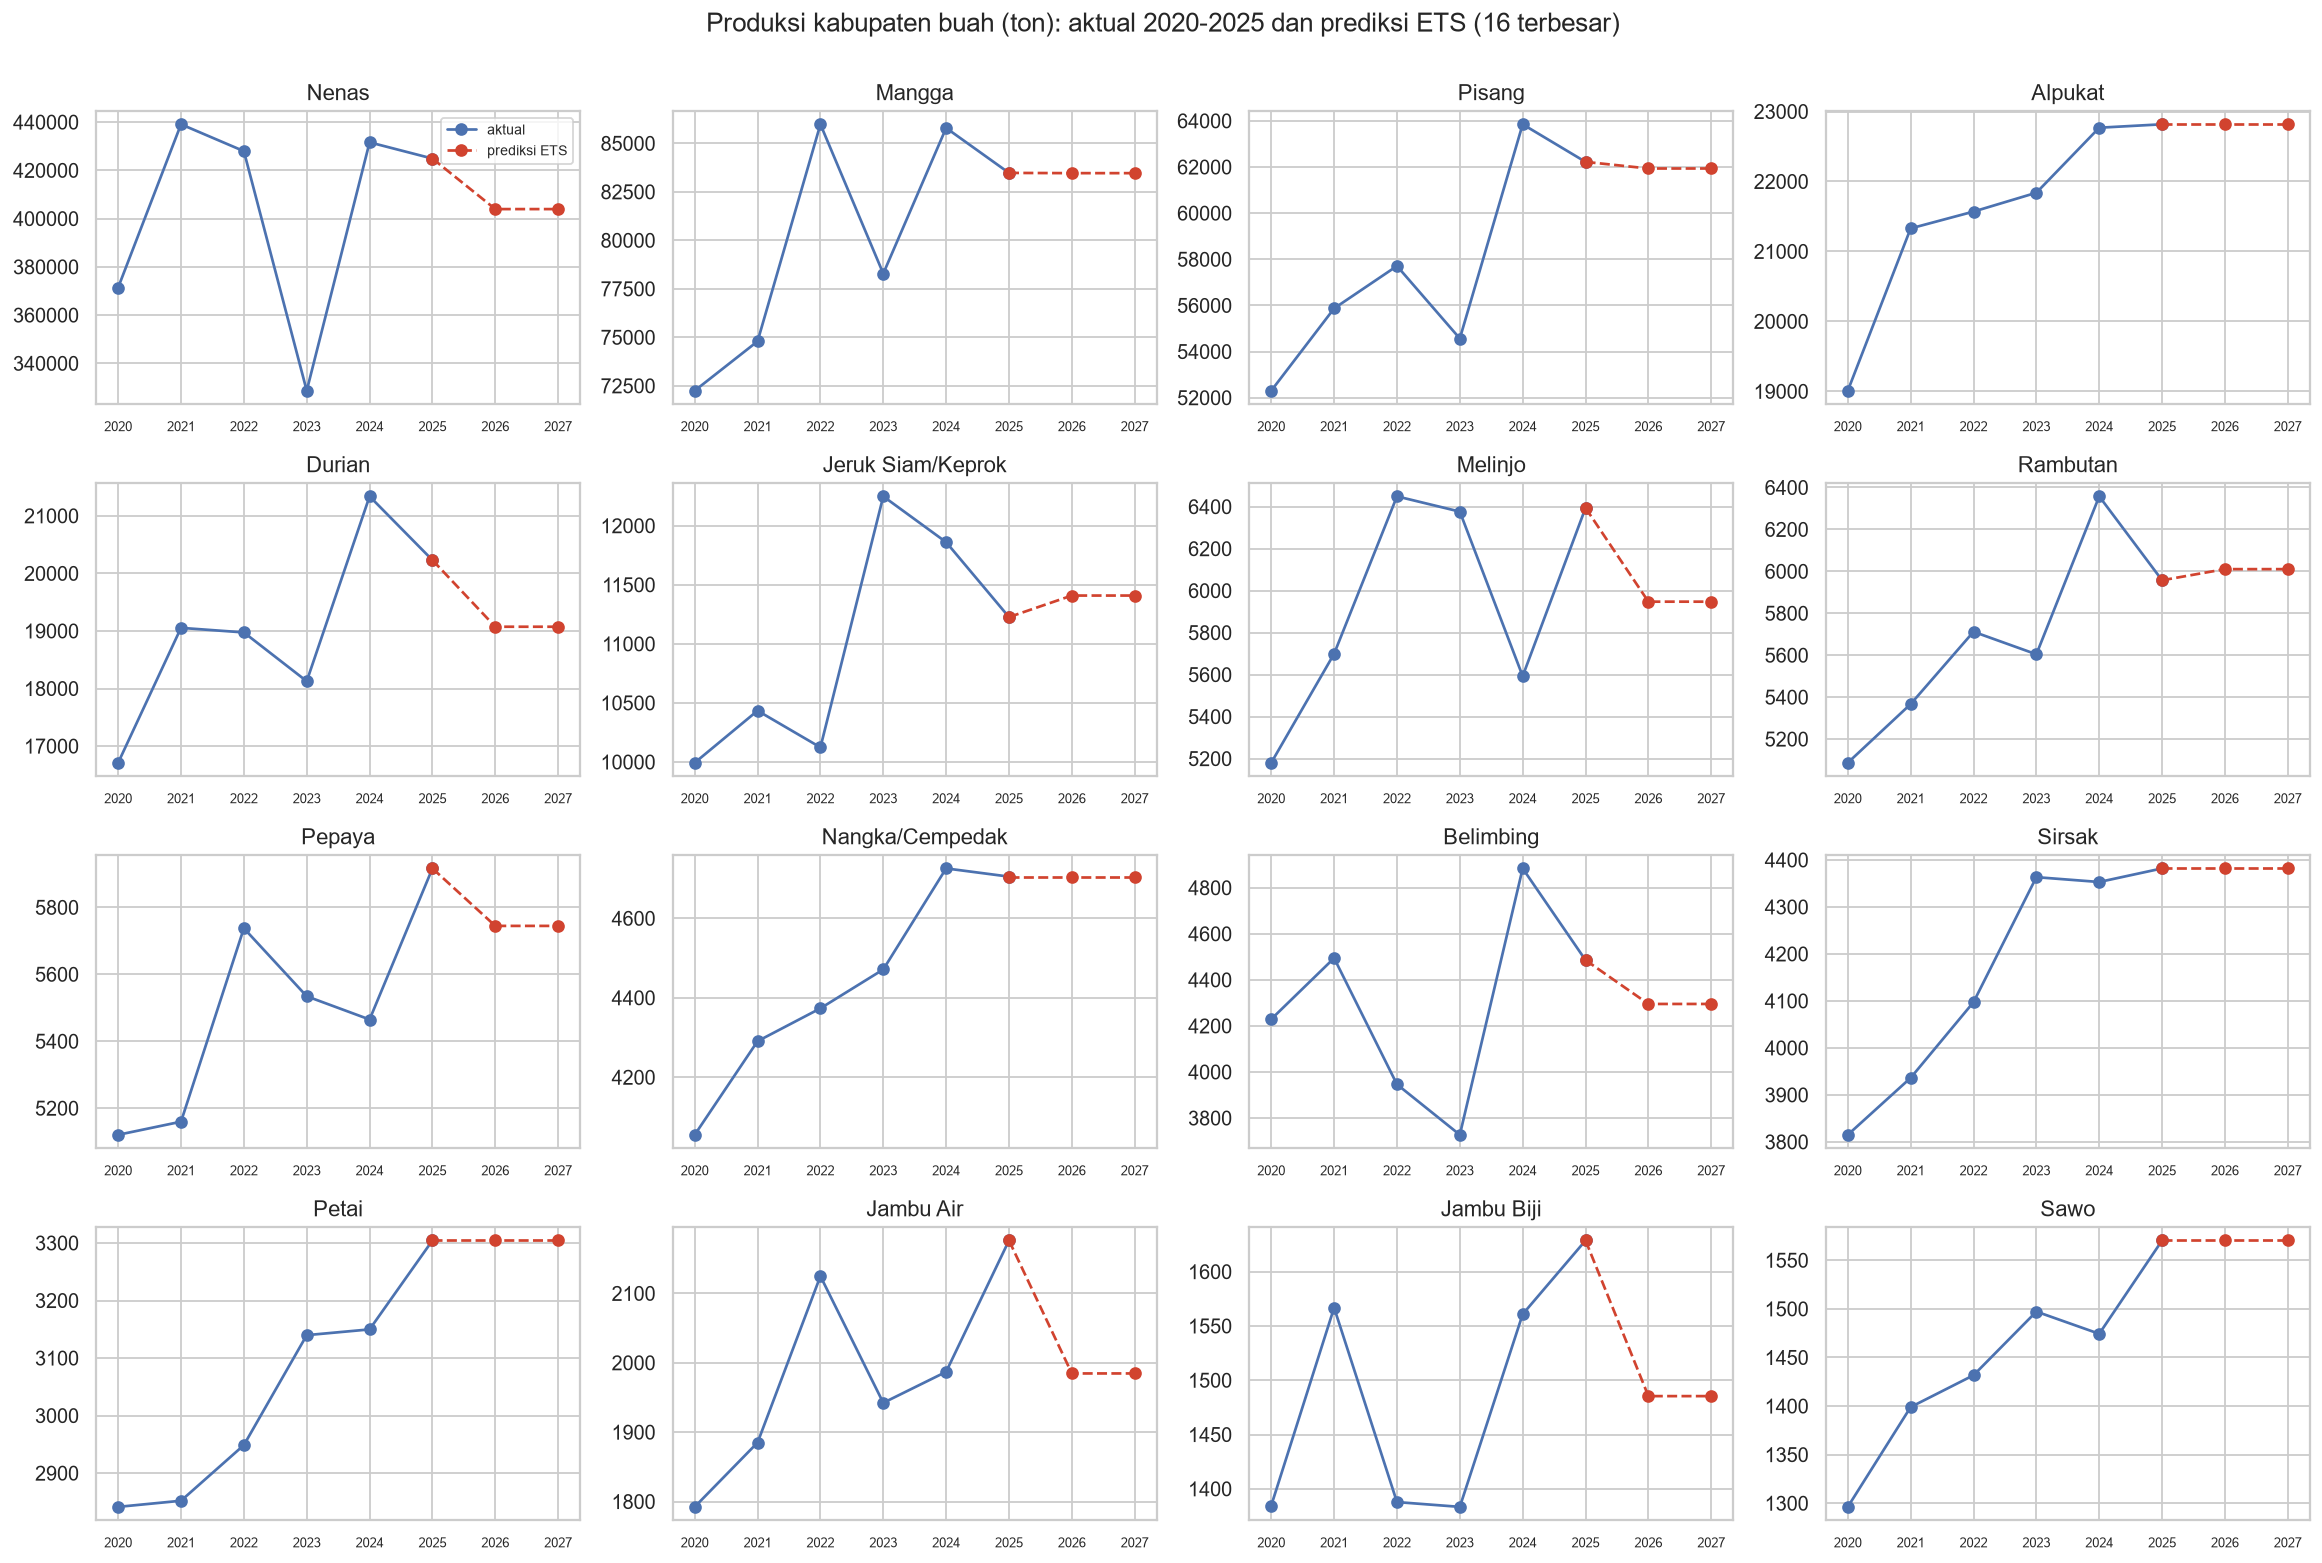 Produksi kabupaten buah (ton): aktual 2020-2025 dan prediksi ETS (16 terbesar)
Nenas
440000
420000
400000
380000
360000
340000
aktual
prediksi ETS
2020 2021 2022 2023 2024 2025 2026 2027
Mangga
85000
82500
80000
77500
75000
72500
2020 2021 2022 2023 2024 2025 2026 2027
Pisang
64000
62000
60000
58000
56000
54000
52000
2020 2021 2022 2023 2024 2025 2026 2027
Alpukat
23000
22000
21000
20000
19000
2020 2021 2022 2023 2024 2025 2026 2027
Durian
21000
20000
19000
18000
17000
2020 2021 2022 2023 2024 2025 2026 2027
Jeruk Siam/Keprok
12000
11500
11000
10500
10000
2020 2021 2022 2023 2024 2025 2026 2027
Melinjo
6400
6200
6000
5800
5600
5400
5200
2020 2021 2022 2023 2024 2025 2026 2027
Rambutan
6400
6200
6000
5800
5600
5400
5200
2020 2021 2022 2023 2024 2025 2026 2027
Pepaya
5800
5600
5400
5200
2020 2021 2022 2023 2024 2025 2026 2027
Nangka/Cempedak
4600
4400
4200
2020 2021 2022 2023 2024 2025 2026 2027
Belimbing
4800
4600
4400
4200
4000
3800
2020 2021 2022 2023 2024 2025 2026 2027
Sirsak
4400
4300
4200
4100
4000
3900
3800
2020 2021 2022 2023 2024 2025 2026 2027
Petai
3300
3200
3100
3000
2900
2020 2021 2022 2023 2024 2025 2026 2027
Jambu Air
2100
2000
1900
1800
2020 2021 2022 2023 2024 2025 2026 2027
Jambu Biji
1600
1550
1500
1450
1400
2020 2021 2022 2023 2024 2025 2026 2027
Sawo
1550
1500
1450
1400
1350
1300
2020 2021 2022 2023 2024 2025 2026 2027